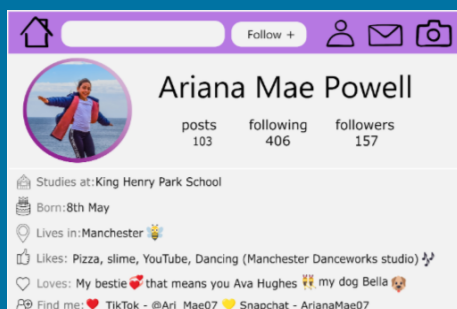 Follow +
Ariana Mae Powell
posts following followers
103 406 157
Studies at:King Henry Park School
Born:8th May
Lives in:Manchester 🐝
Likes: Pizza, slime, YouTube, Dancing (Manchester Danceworks studio) 🎶
Loves: My bestie 💞 that means you Ava Hughes 👯 my dog Bella 🐶
Find me:❤️ TikTok - @Ari_Mae07 💛 Snapchat - ArianaMae07